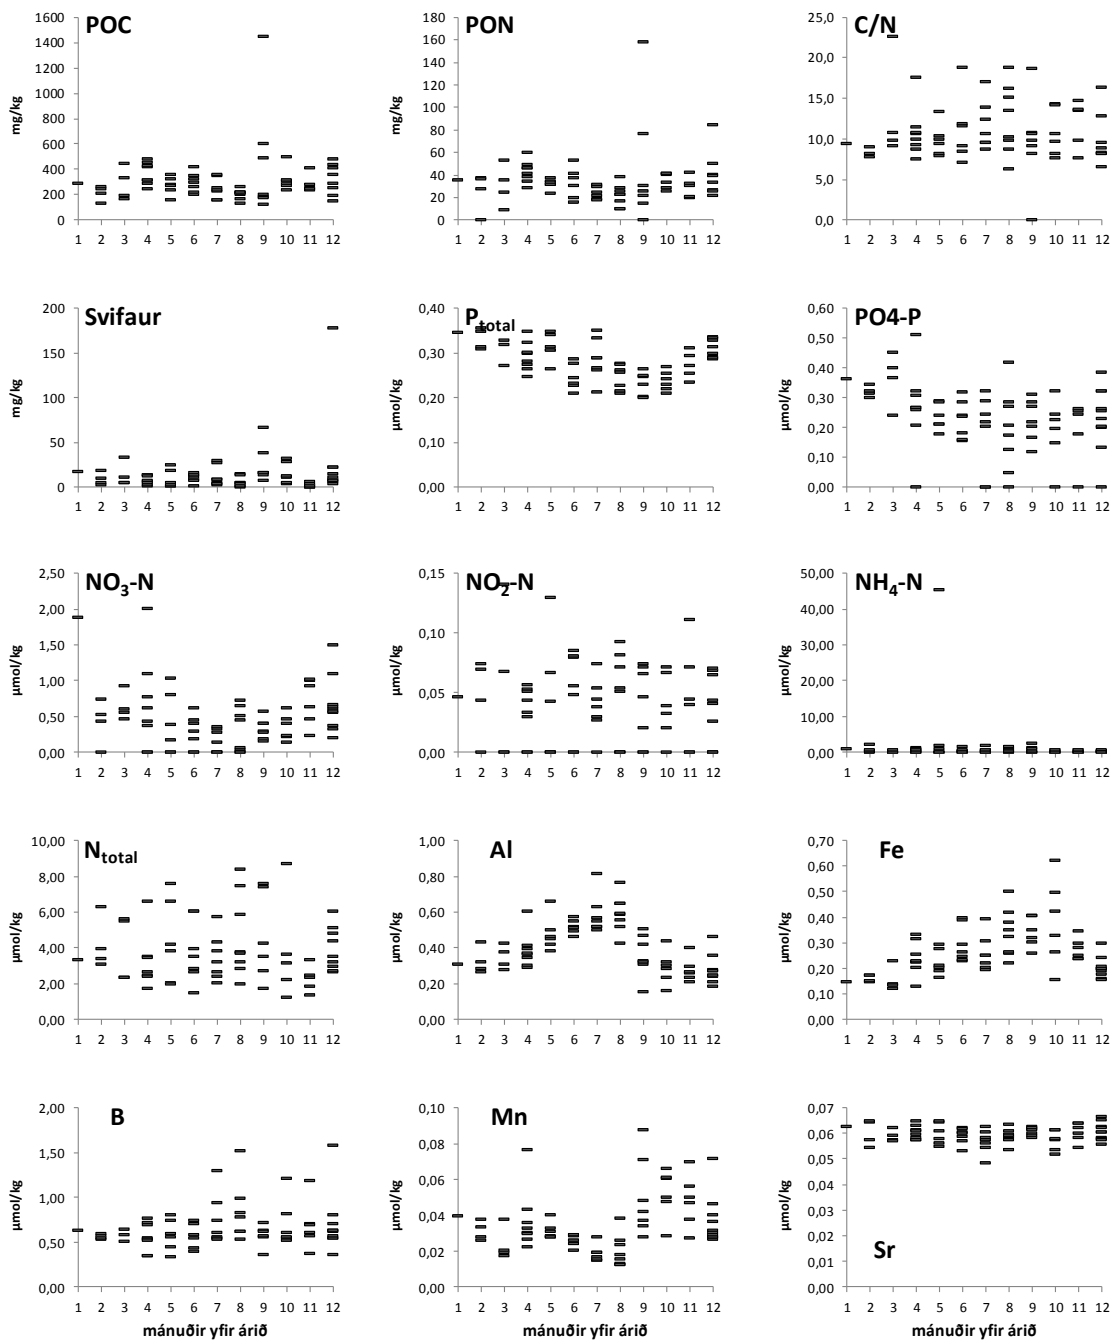 POC
mg/kg
1600
1400
1200
1000
800
600
400
200
0
1 2 3 4 5 6 7 8 9 10 11 12
PON
mg/kg
180
160
140
120
100
80
60
40
20
0
1 2 3 4 5 6 7 8 9 10 11 12
C/N
25,0
20,0
15,0
10,0
5,0
0,0
1 2 3 4 5 6 7 8 9 10 11 12
Svifaur
mg/kg
200
150
100
50
0
1 2 3 4 5 6 7 8 9 10 11 12
P_total
µmol/kg
0,40
0,30
0,20
0,10
0,00
1 2 3 4 5 6 7 8 9 10 11 12
PO4-P
µmol/kg
0,60
0,50
0,40
0,30
0,20
0,10
0,00
1 2 3 4 5 6 7 8 9 10 11 12
NO₃-N
µmol/kg
2,50
2,00
1,50
1,00
0,50
0,00
1 2 3 4 5 6 7 8 9 10 11 12
NO₂-N
µmol/kg
0,15
0,10
0,05
0,00
1 2 3 4 5 6 7 8 9 10 11 12
NH₄-N
µmol/kg
50,00
40,00
30,00
20,00
10,00
0,00
1 2 3 4 5 6 7 8 9 10 11 12
N_total
µmol/kg
10,00
8,00
6,00
4,00
2,00
0,00
1 2 3 4 5 6 7 8 9 10 11 12
Al
µmol/kg
1,00
0,80
0,60
0,40
0,20
0,00
1 2 3 4 5 6 7 8 9 10 11 12
Fe
µmol/kg
0,70
0,60
0,50
0,40
0,30
0,20
0,10
0,00
1 2 3 4 5 6 7 8 9 10 11 12
B
µmol/kg
2,00
1,50
1,00
0,50
0,00
1 2 3 4 5 6 7 8 9 10 11 12
mánuðir yfir árið
Mn
µmol/kg
0,10
0,08
0,06
0,04
0,02
0,00
1 2 3 4 5 6 7 8 9 10 11 12
mánuðir yfir árið
Sr
µmol/kg
0,07
0,06
0,05
0,04
0,03
0,02
0,01
0,00
1 2 3 4 5 6 7 8 9 10 11 12
mánuðir yfir árið